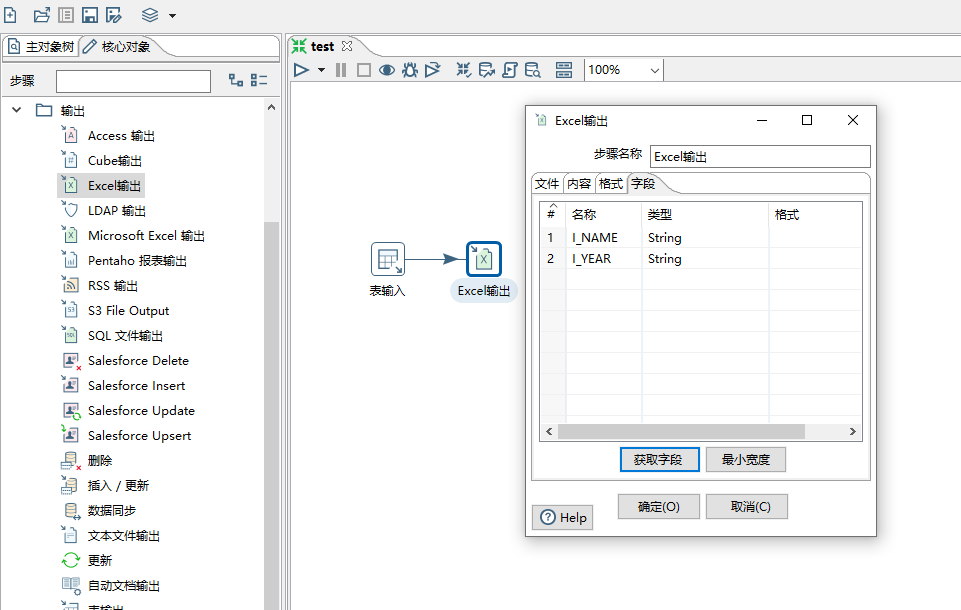 主对象树 核心对象
步骤
输出
Access 输出
Cube输出
Excel输出
LDAP 输出
Microsoft Excel 输出
Pentaho 报表输出
RSS 输出
S3 File Output
SQL 文件输出
Salesforce Delete
Salesforce Insert
Salesforce Update
Salesforce Upsert
删除
插入 / 更新
数据同步
文本文件输出
更新
自动文档输出
表输出
test
100%
表输入
Excel输出
Excel输出
步骤名称 Excel输出
文件 内容 格式 字段
# 名称 类型 格式
1 I_NAME String
2 I_YEAR String
获取字段 最小宽度
确定(O) 取消(C)
Help